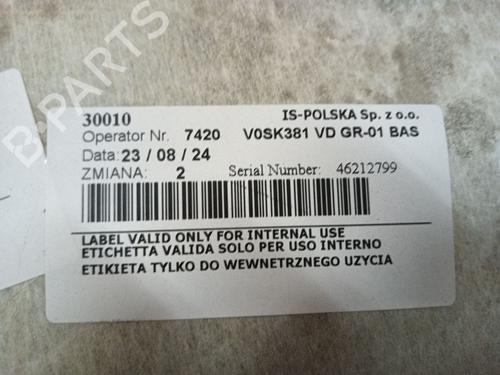 B-PARTS
30010 IS-POLSKA Sp. z o.o.
Operator Nr. 7420 V0SK381 VD GR-01 BAS
Data: 23 / 08 / 24
ZMIANA: 2 Serial Number: 46212799
LABEL VALID ONLY FOR INTERNAL USE
ETICHETTA VALIDA SOLO PER USO INTERNO
ETIKIETA TYLKO DO WEWNETRZNEGO UZYCIA